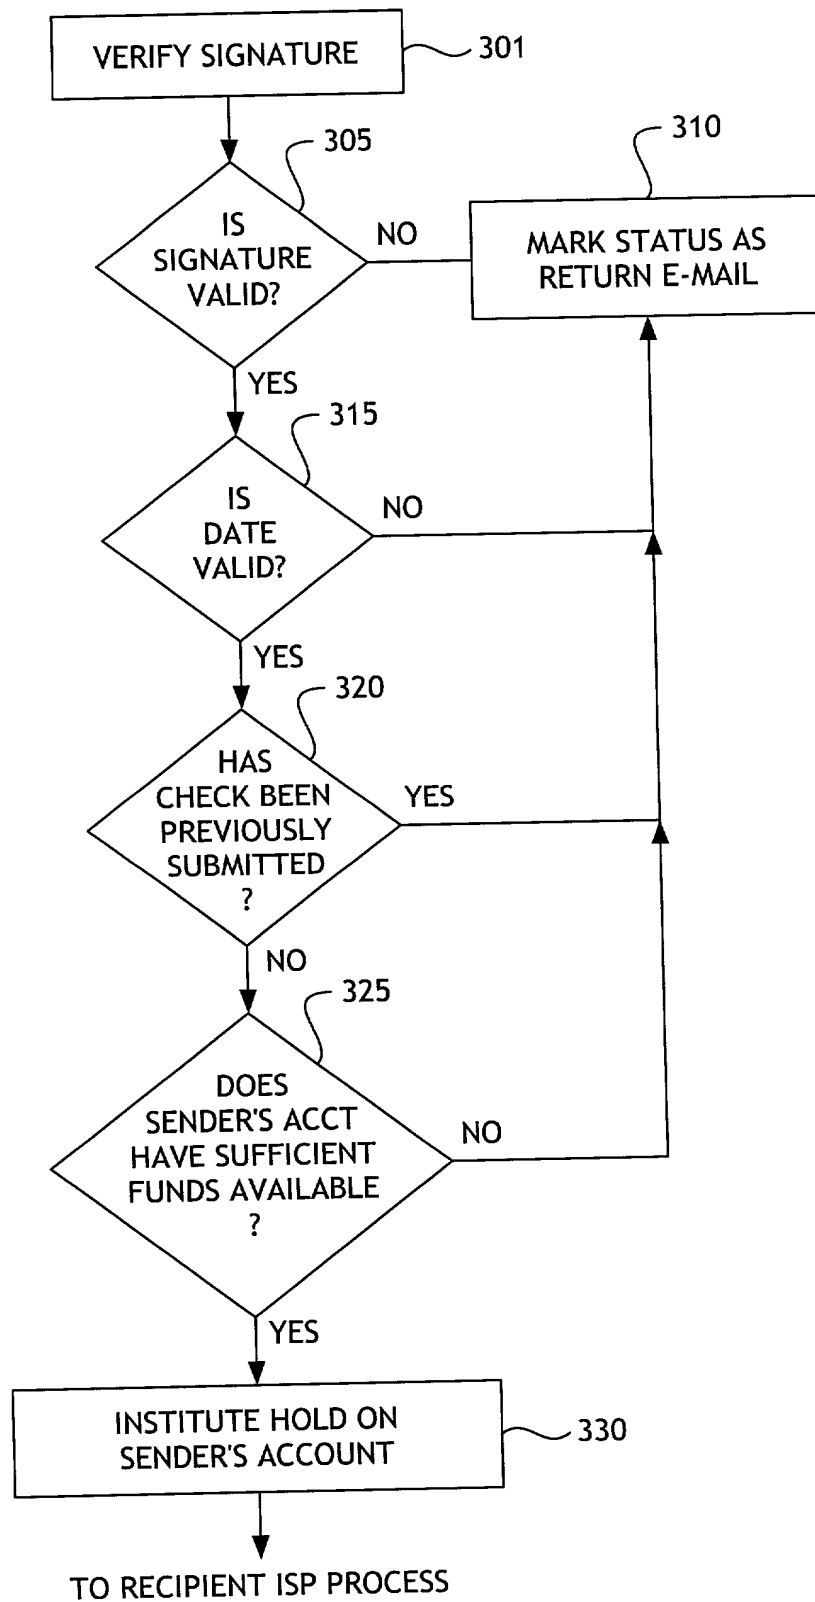 VERIFY SIGNATURE
301
305
310
IS
SIGNATURE
VALID?
NO
MARK STATUS AS
RETURN E-MAIL
YES
315
IS
DATE
VALID?
NO
YES
320
HAS
CHECK BEEN
PREVIOUSLY
SUBMITTED
?
YES
NO
325
DOES
SENDER'S ACCT
HAVE SUFFICIENT
FUNDS AVAILABLE
?
NO
YES
INSTITUTE HOLD ON
SENDER'S ACCOUNT
330
TO RECIPIENT ISP PROCESS